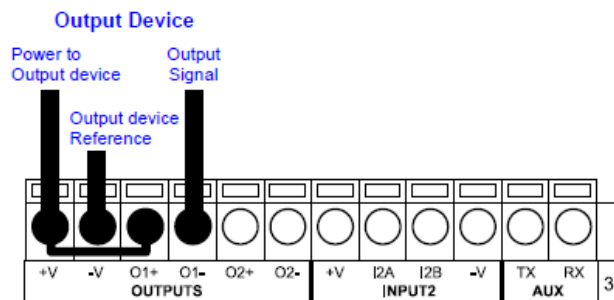 Output Device
Power to
Output device
Output
Signal
Output device
Reference
+V -V O1+ O1- O2+ O2- +V I2A I2B -V TX RX
OUTPUTS INPUT2 AUX 3